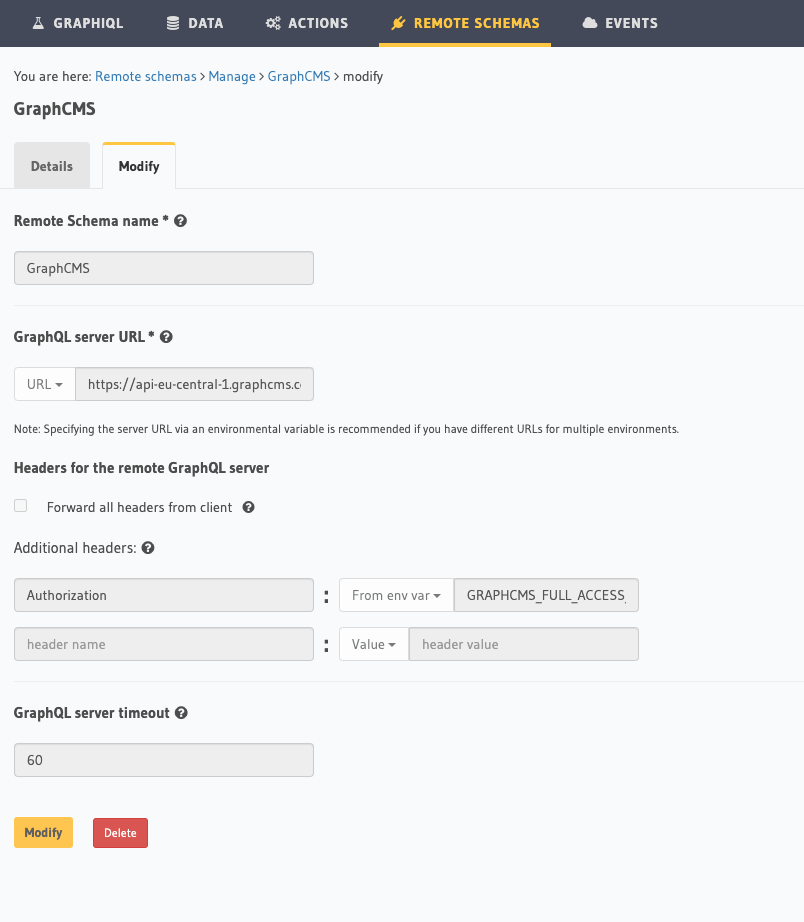 GRAPHIQL DATA ACTIONS REMOTE SCHEMAS EVENTS
You are here: Remote schemas > Manage > GraphCMS > modify
GraphCMS
Details Modify
Remote Schema name *
GraphCMS
GraphQL server URL *
URL https://api-eu-central-1.graphcms.c
Note: Specifying the server URL via an environmental variable is recommended if you have different URLs for multiple environments.
Headers for the remote GraphQL server
Forward all headers from client
Additional headers:
Authorization : From env var GRAPHCMS_FULL_ACCESS_
header name : Value header value
GraphQL server timeout
60
Modify Delete